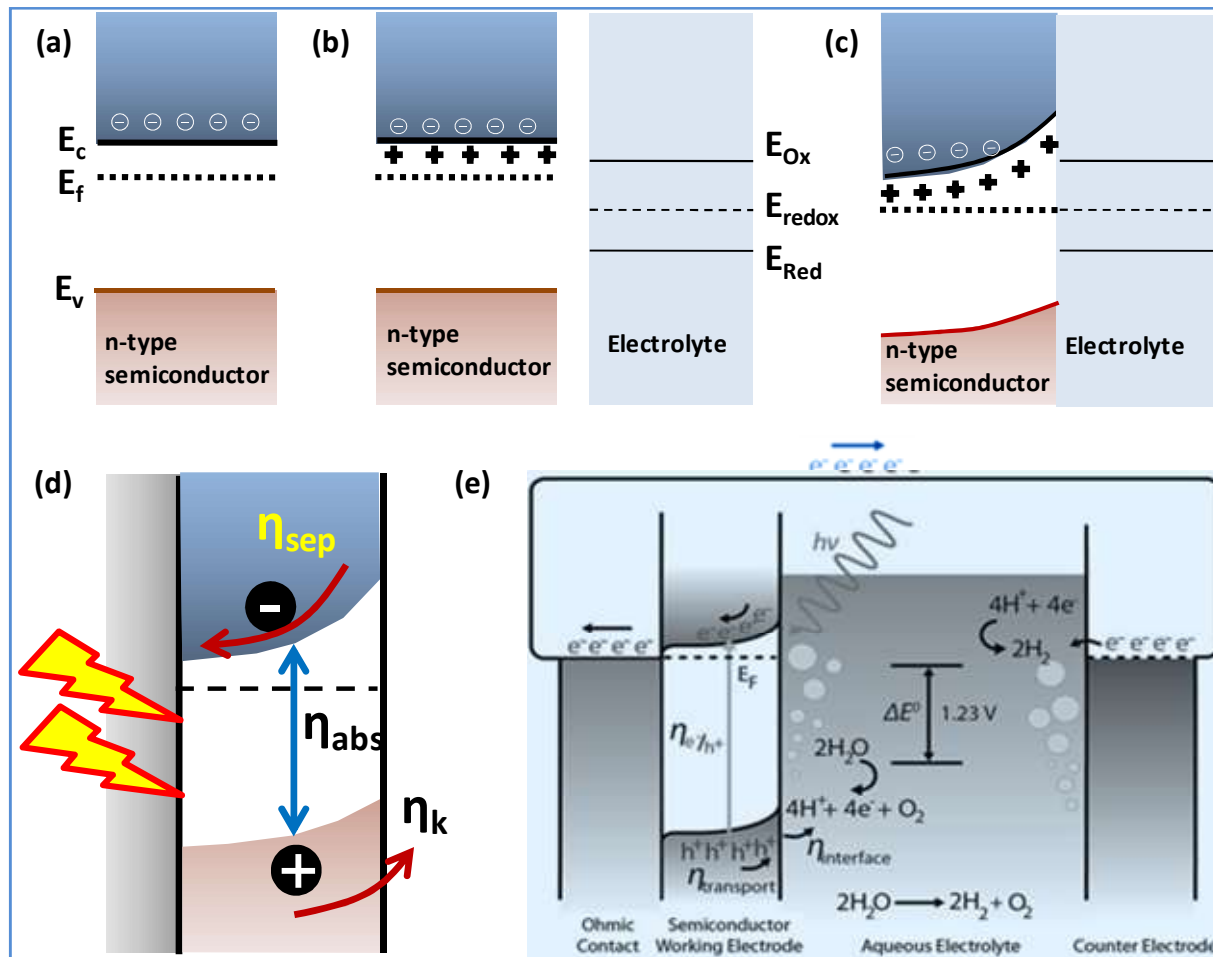 (a)
E_c
E_f
E_v
n-type
semiconductor
(b)
n-type
semiconductor
E_Ox
E_redox
E_Red
Electrolyte
(c)
n-type
semiconductor
Electrolyte
(d)
η_sep
-
η_abs
+
η_k
(e)
e⁻ e⁻ e⁻ e⁻
hν
e⁻ e⁻ e⁻ e⁻
e⁻ e⁻ e⁻ e⁻
E_F
η_e⁻/h⁺
h⁺ h⁺ h⁺ h⁺
η_transport
η_interface
2H₂O
4H⁺ + 4e⁻ + O₂
ΔE⁰
1.23 V
4H⁺ + 4e⁻
2H₂
e⁻ e⁻ e⁻ e⁻
2H₂O → 2H₂ + O₂
Ohmic
Contact
Semiconductor
Working Electrode
Aqueous Electrolyte
Counter Electrode